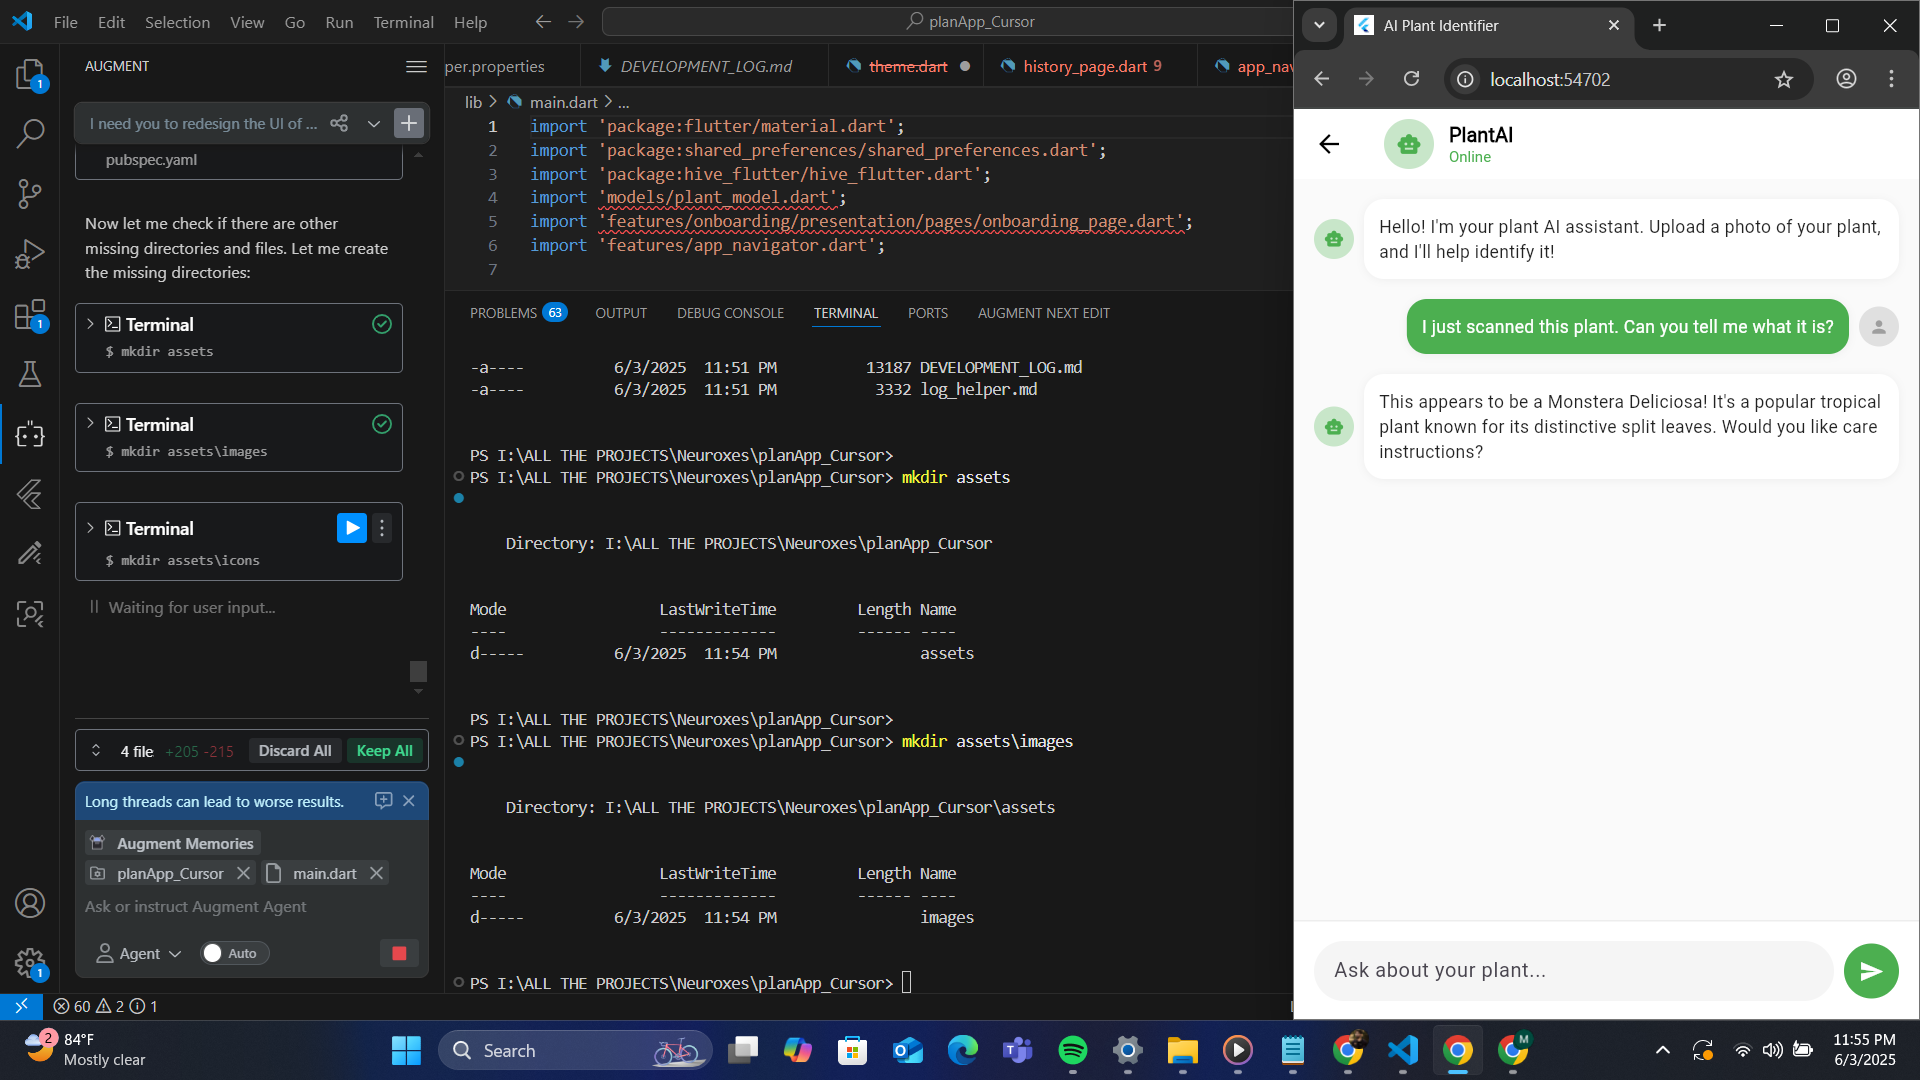 File Edit Selection View Go Run Terminal Help
planApp_Cursor
AUGMENT
I need you to redesign the UI of ...
pubspec.yaml
Now let me check if there are other
missing directories and files. Let me create
the missing directories:
Terminal
$ mkdir assets
Terminal
$ mkdir assets\images
Terminal
$ mkdir assets\icons
Waiting for user input...
4 file +205 -215 Discard All Keep All
Long threads can lead to worse results.
Augment Memories
planApp_Cursor main.dart
Ask or instruct Augment Agent
Agent Auto
1
1
1
60 2 1
per.properties DEVELOPMENT_LOG.md theme.dart history_page.dart 9 app_nav
lib > main.dart > ...
1 import 'package:flutter/material.dart';
2 import 'package:shared_preferences/shared_preferences.dart';
3 import 'package:hive_flutter/hive_flutter.dart';
4 import 'models/plant_model.dart';
5 import 'features/onboarding/presentation/pages/onboarding_page.dart';
6 import 'features/app_navigator.dart';
7
PROBLEMS 63 OUTPUT DEBUG CONSOLE TERMINAL PORTS AUGMENT NEXT EDIT
-a---- 6/3/2025 11:51 PM 13187 DEVELOPMENT_LOG.md
-a---- 6/3/2025 11:51 PM 3332 log_helper.md
PS I:\ALL THE PROJECTS\Neuroxes\planApp_Cursor>
PS I:\ALL THE PROJECTS\Neuroxes\planApp_Cursor> mkdir assets
Directory: I:\ALL THE PROJECTS\Neuroxes\planApp_Cursor
Mode LastWriteTime Length Name
---- ------------- ------ ----
d----- 6/3/2025 11:54 PM assets
PS I:\ALL THE PROJECTS\Neuroxes\planApp_Cursor>
PS I:\ALL THE PROJECTS\Neuroxes\planApp_Cursor> mkdir assets\images
Directory: I:\ALL THE PROJECTS\Neuroxes\planApp_Cursor\assets
Mode LastWriteTime Length Name
---- ------------- ------ ----
d----- 6/3/2025 11:54 PM images
PS I:\ALL THE PROJECTS\Neuroxes\planApp_Cursor>
AI Plant Identifier
localhost:54702
PlantAI
Online
Hello! I'm your plant AI assistant. Upload a photo of your plant,
and I'll help identify it!
I just scanned this plant. Can you tell me what it is?
This appears to be a Monstera Deliciosa! It's a popular tropical
plant known for its distinctive split leaves. Would you like care
instructions?
Ask about your plant...
2
84°F
Mostly clear
Search
M
11:55 PM
6/3/2025